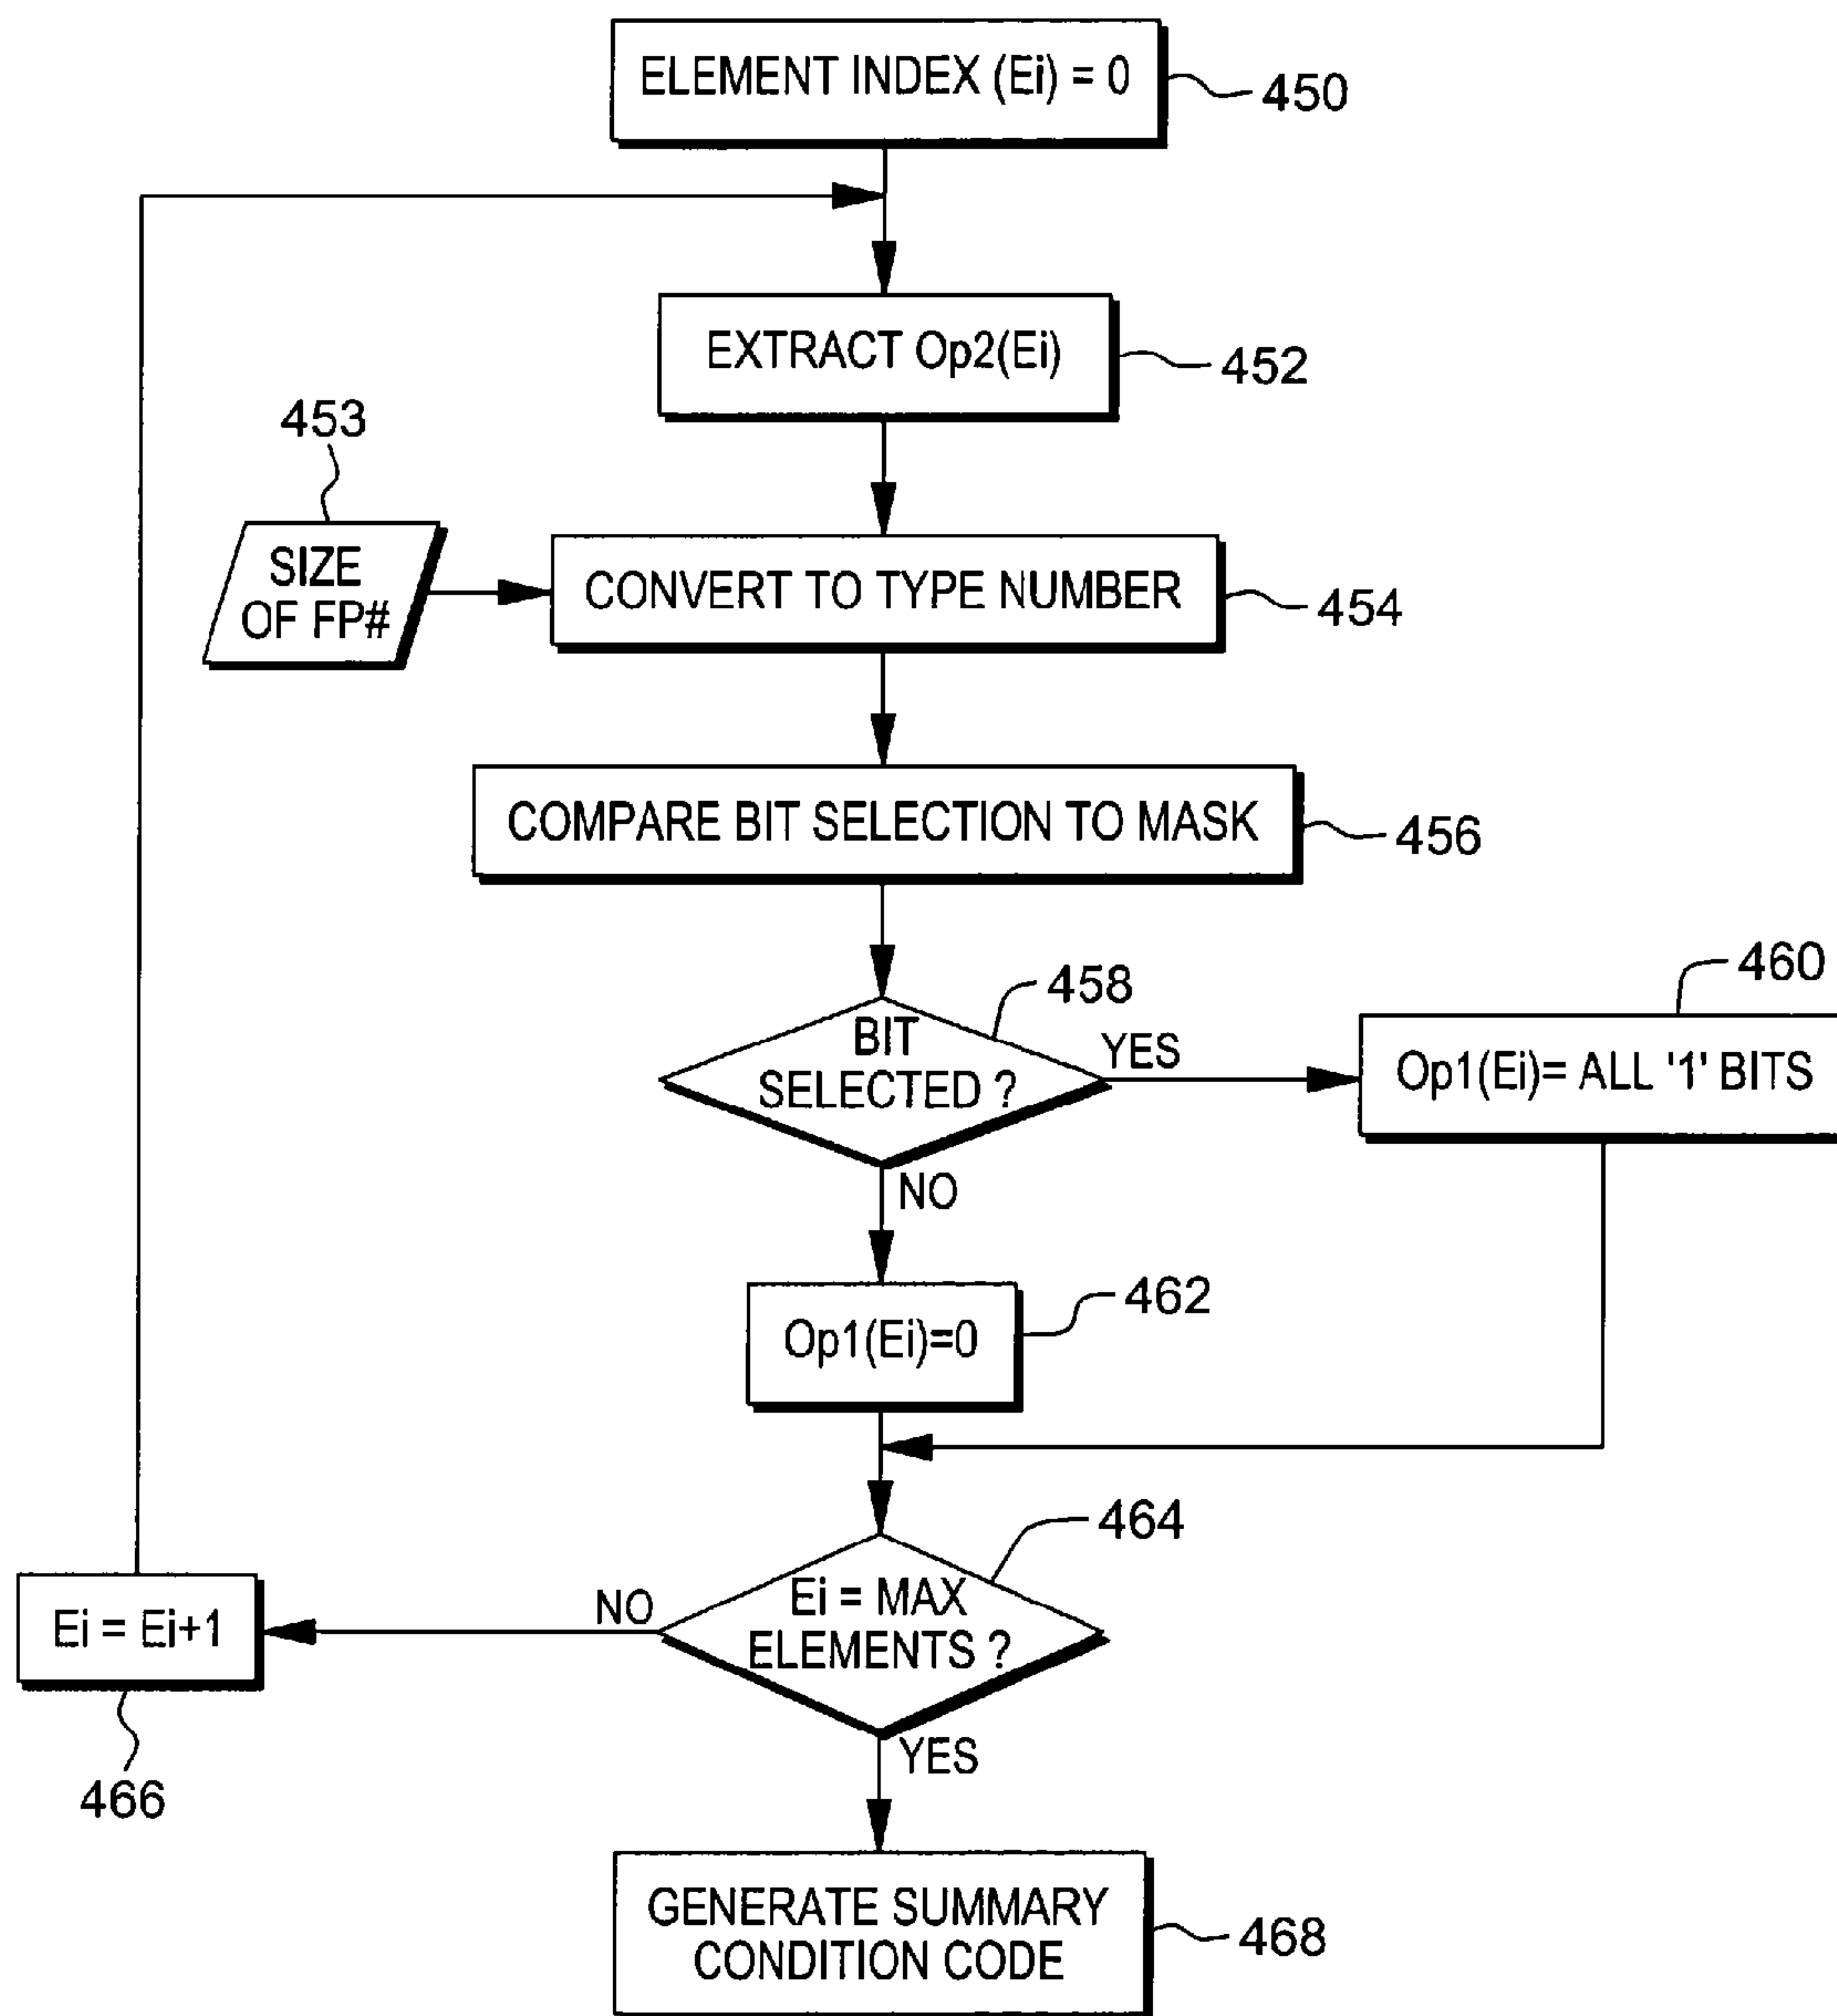 ELEMENT INDEX (Ei) = 0
450
EXTRACT Op2(Ei)
452
453
SIZE
OF FP#
CONVERT TO TYPE NUMBER
454
COMPARE BIT SELECTION TO MASK
456
458
BIT
SELECTED ?
YES
460
Op1(Ei)= ALL '1' BITS
NO
462
Op1(Ei)=0
464
Ei = MAX
ELEMENTS ?
NO
Ei = Ei+1
466
YES
GENERATE SUMMARY
CONDITION CODE
468